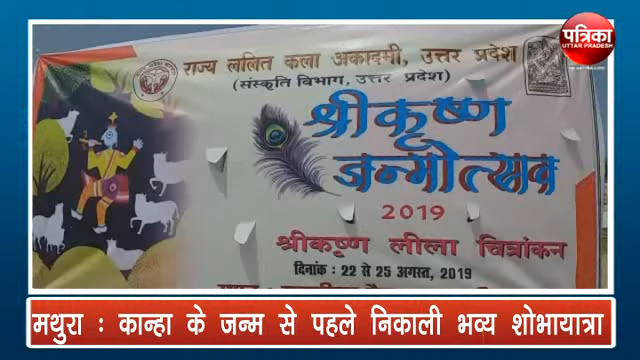 पत्रिका
UTTAR PRADESH
राज्य ललित कला अकादमी, उत्तर प्रदेश
(संस्कृति विभाग, उत्तर प्रदेश)
श्रीकृष्ण
जन्मोत्सव
2019
श्रीकृष्ण लीला चित्रांकन
दिनांक : 22 से 25 अगस्त, 2019
मथुरा : कान्हा के जन्म से पहले निकाली भव्य शोभायात्रा